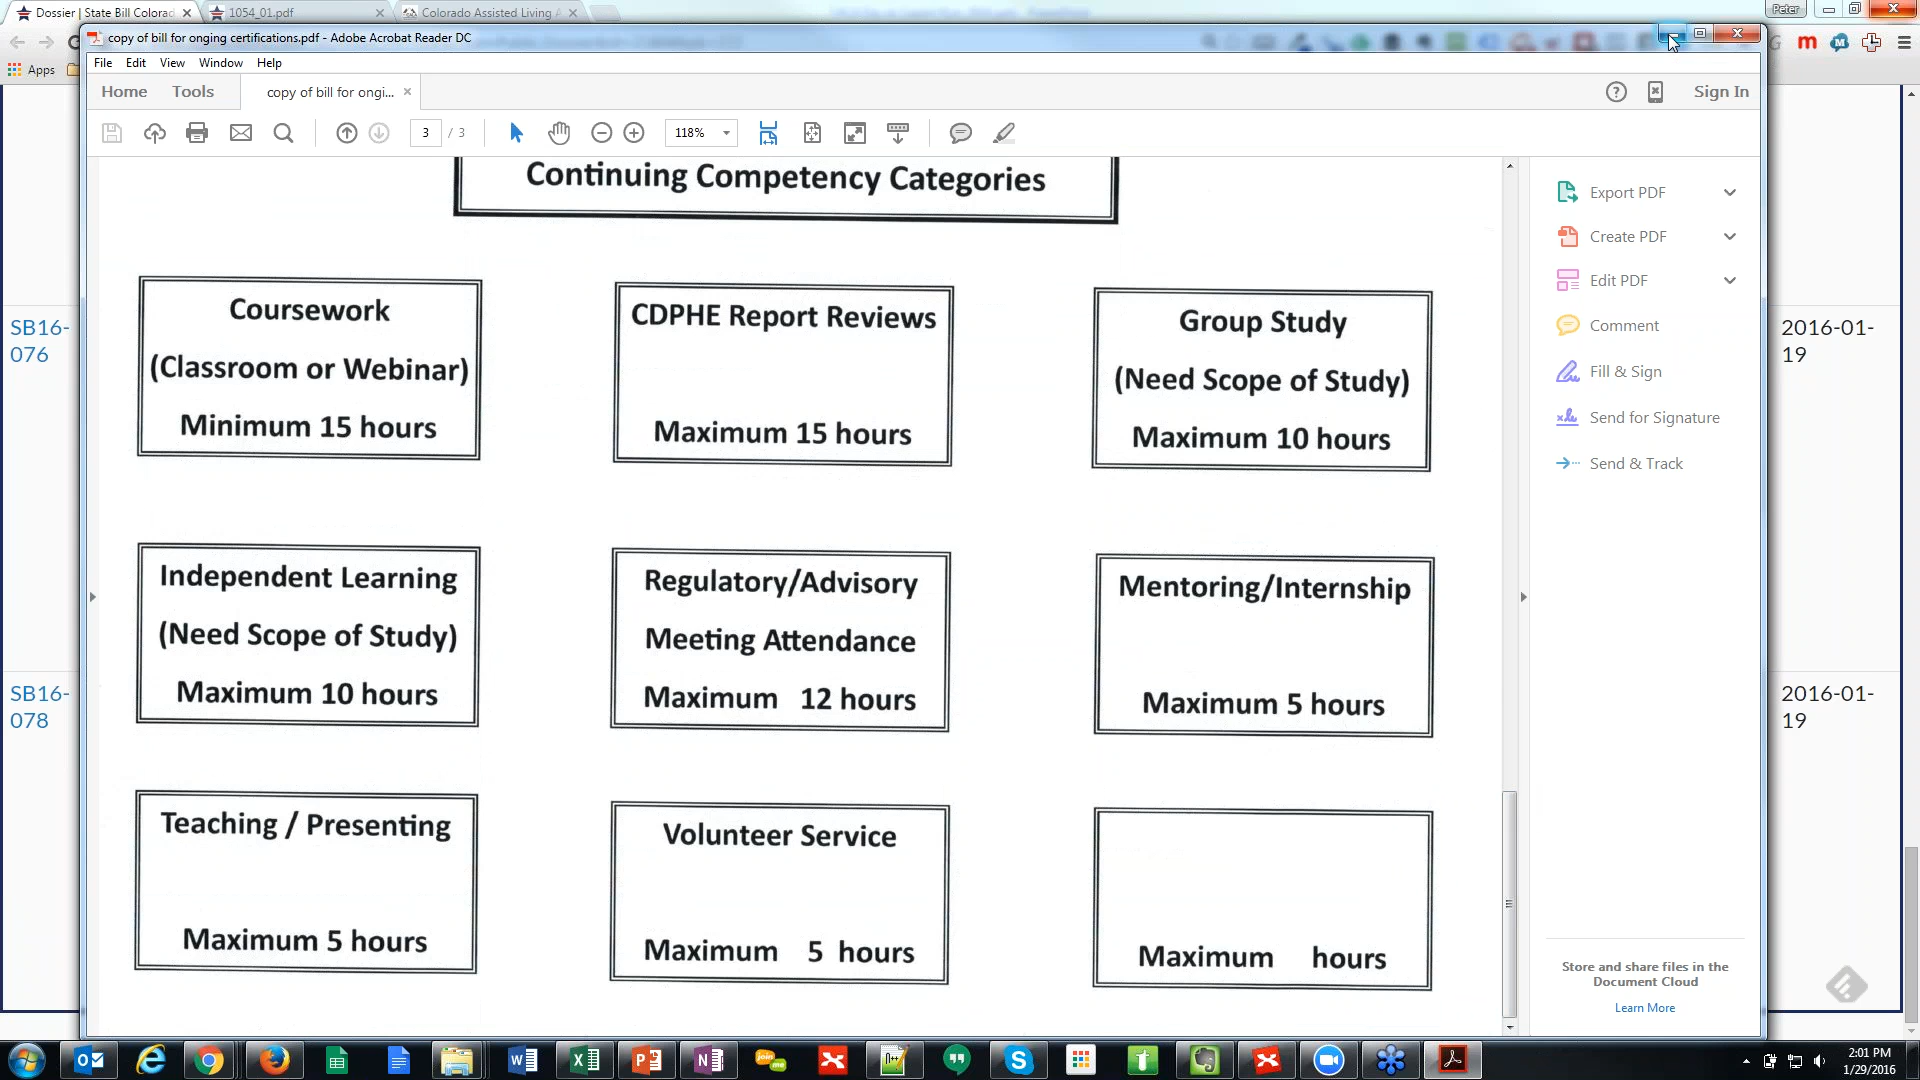 Dossier | State Bill Colorad
1054_01.pdf
Colorado Assisted Living A
Peter
Apps
copy of bill for onging certifications.pdf - Adobe Acrobat Reader DC
File Edit View Window Help
Home Tools
copy of bill for ongi...
Sign In
3 / 3
118%
Continuing Competency Categories
Coursework
(Classroom or Webinar)
Minimum 15 hours
CDPHE Report Reviews
Maximum 15 hours
Group Study
(Need Scope of Study)
Maximum 10 hours
Independent Learning
(Need Scope of Study)
Maximum 10 hours
Regulatory/Advisory
Meeting Attendance
Maximum 12 hours
Mentoring/Internship
Maximum 5 hours
Teaching / Presenting
Maximum 5 hours
Volunteer Service
Maximum 5 hours
Maximum hours
Export PDF
Create PDF
Edit PDF
Comment
Fill & Sign
Send for Signature
Send & Track
Store and share files in the
Document Cloud
Learn More
SB16-
076
2016-01-
19
SB16-
078
2016-01-
19
2:01 PM
1/29/2016